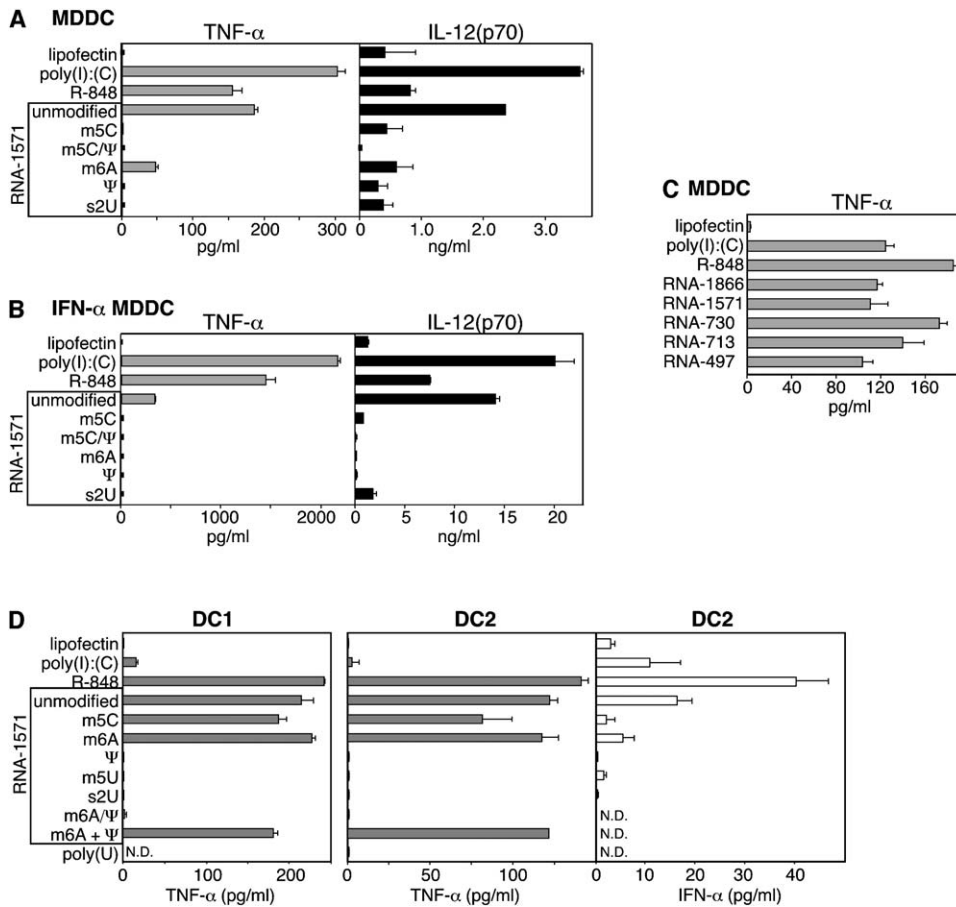 A MDDC
TNF-α IL-12(p70)
lipofectin
poly(I):(C)
R-848
unmodified
m5C
m5C/Ψ
m6A
Ψ
s2U
RNA-1571
0 100 200 300 0 1.0 2.0 3.0
pg/ml ng/ml
B IFN-α MDDC
TNF-α IL-12(p70)
lipofectin
poly(I):(C)
R-848
unmodified
m5C
m5C/Ψ
m6A
Ψ
s2U
RNA-1571
0 1000 2000 0 5 10 15 20
pg/ml ng/ml
C MDDC
TNF-α
lipofectin
poly(I):(C)
R-848
RNA-1866
RNA-1571
RNA-730
RNA-713
RNA-497
0 40 80 120 160
pg/ml
D DC1 DC2 DC2
lipofectin
poly(I):(C)
R-848
unmodified
m5C
m6A
Ψ
m5U
s2U
m6A/Ψ N.D.
m6A + Ψ N.D.
poly(U) N.D. N.D.
RNA-1571
0 100 200 0 100 0 10 20 30 40
TNF-α (pg/ml) TNF-α (pg/ml) IFN-α (pg/ml)